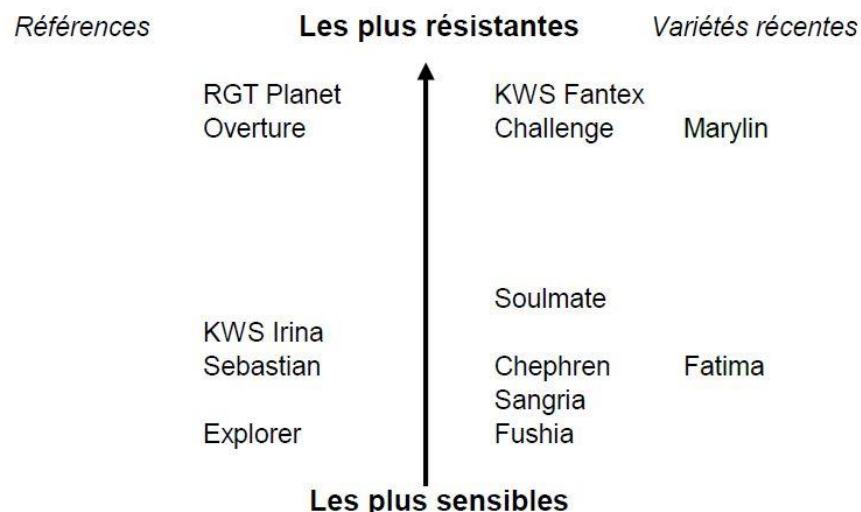 Références Les plus résistantes Variétés récentes
RGT Planet KWS Fantex
Overture Challenge Marylin
Soulmate
KWS Irina
Sebastian Chephren Fatima
Sangria
Explorer Fushia
Les plus sensibles